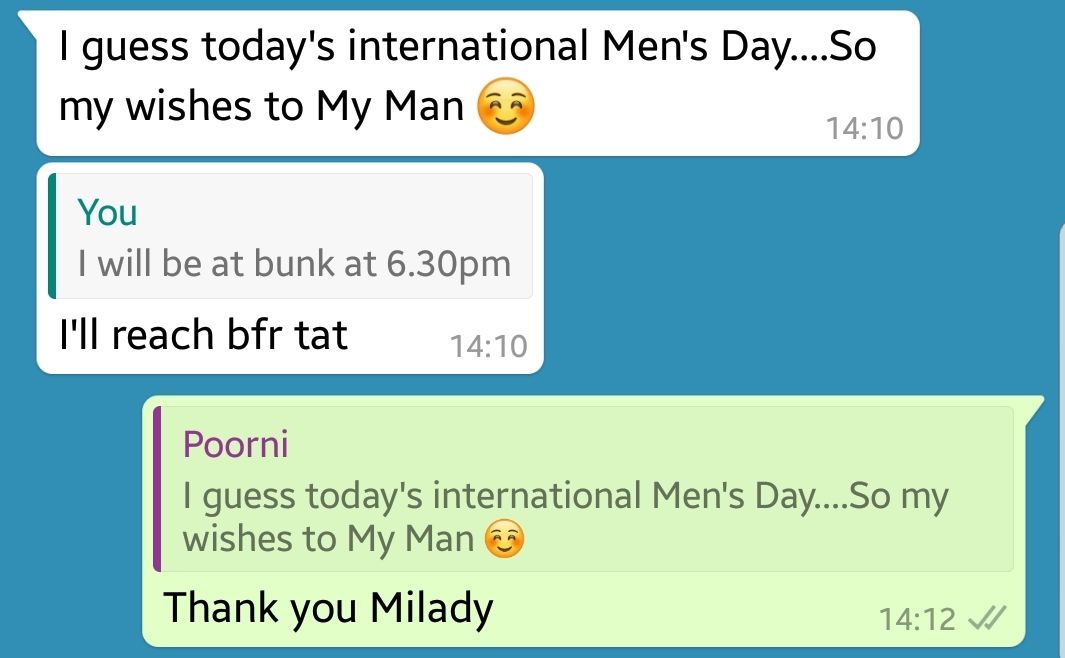 I guess today's international Men's Day....So
my wishes to My Man ☺️
14:10
You
I will be at bunk at 6.30pm
I'll reach bfr tat
14:10
Poorni
I guess today's international Men's Day....So my
wishes to My Man ☺️
Thank you Milady
14:12